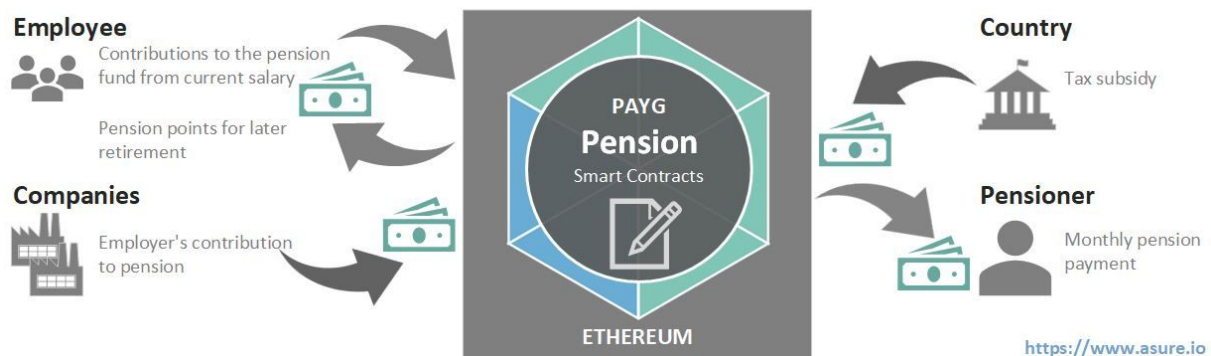 Employee
Contributions to the pension
fund from current salary
Pension points for later
retirement
Companies
Employer's contribution
to pension
PAYG
Pension
Smart Contracts
ETHEREUM
Country
Tax subsidy
Pensioner
Monthly pension
payment
https://www.asure.io